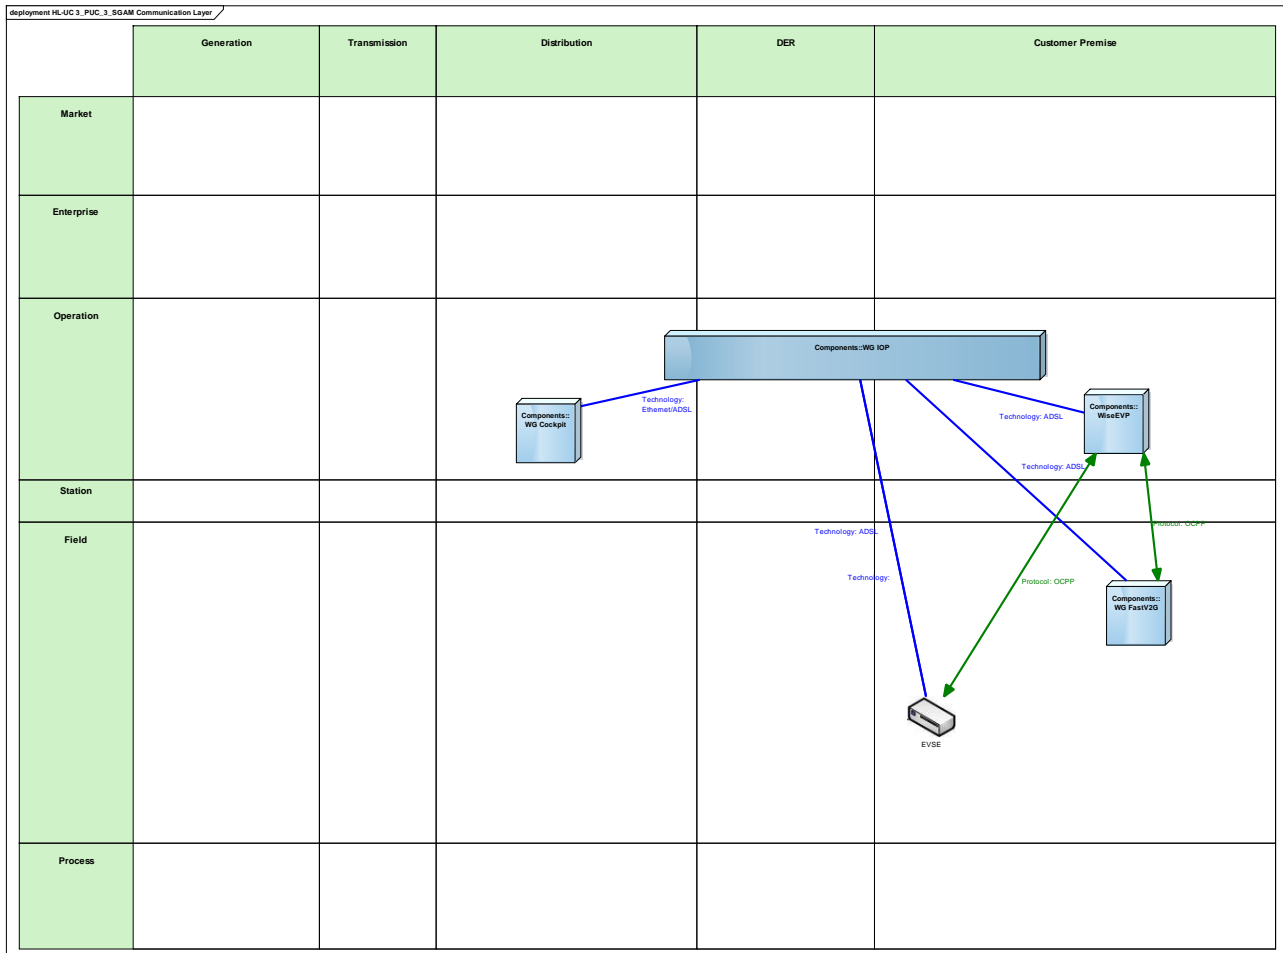 deployment HL-UC 3_PUC_3_SGAM Communication Layer
Generation
Transmission
Distribution
DER
Customer Premise
Market
Enterprise
Operation
Components::WG IOP
Technology:
Ethernet/ADSL
Components::
WG Cockpit
Technology: ADSL
Components::
WiseEVP
Technology: ADSL
Station
Field
Technology: ADSL
Protocol: OCPP
Technology:
Protocol: OCPP
Components::
WG FastV2G
EVSE
Process